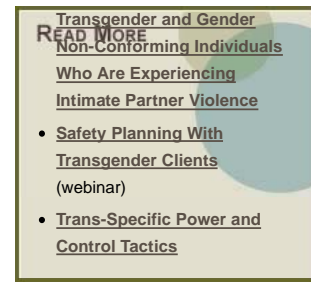 READ MORE
Transgender and Gender
Non-Conforming Individuals
Who Are Experiencing
Intimate Partner Violence
• Safety Planning With
Transgender Clients
(webinar)
• Trans-Specific Power and
Control Tactics